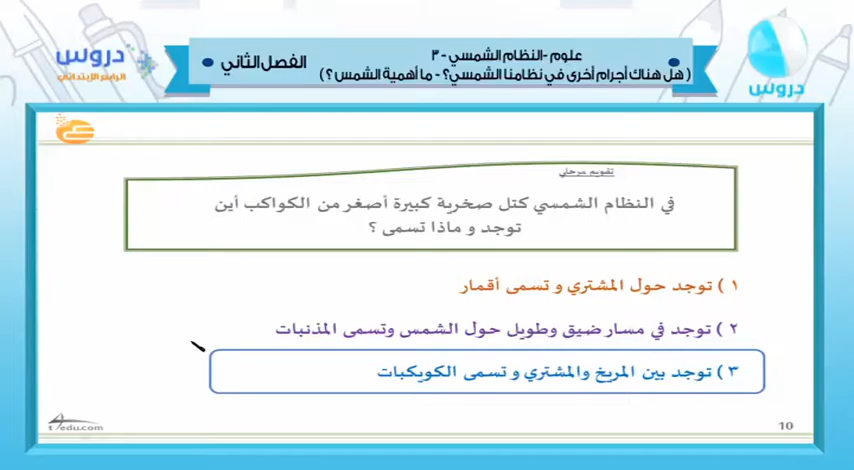 علوم -النظام الشمسي - ٣
( هل هناك أجرام أخرى في نظامنا الشمسي؟ - ما أهمية الشمس ؟ )
الفصل الثاني
دروس
الرابع الإبتدائي
دروس
تقويم مرحلي
في النظام الشمسي كتل صخرية كبيرة أصغر من الكواكب أين
توجد و ماذا تسمى ؟
١ ) توجد حول المشتري و تسمى أقمار
٢ ) توجد في مسار ضيق وطويل حول الشمس وتسمى المذنبات
٣ ) توجد بين المريخ والمشتري و تسمى الكويكبات
t4edu.com
10